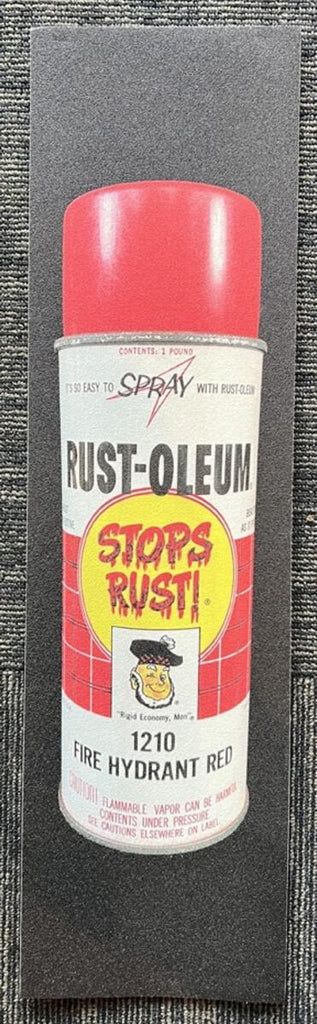 CONTENTS: 1 POUND
IT'S SO EASY TO SPRAY WITH RUST-OLEUM
RUST-OLEUM
STOPS
RUST!
"Rigid Economy, Mon"
1210
FIRE HYDRANT RED
CAUTION! FLAMMABLE VAPOR CAN BE HARMFUL
CONTENTS UNDER PRESSURE
SEE CAUTIONS ELSEWHERE ON LABEL